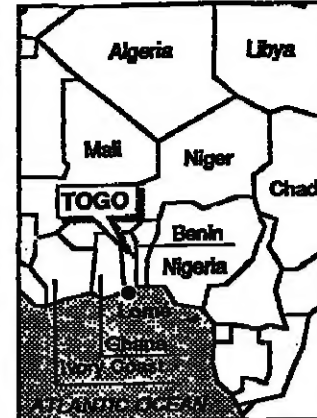 Algeria
Libya
Mali
Niger
Chad
TOGO
Benin
Nigeria
Lome
Ghana
Ivory Coast
ATLANTIC OCEAN